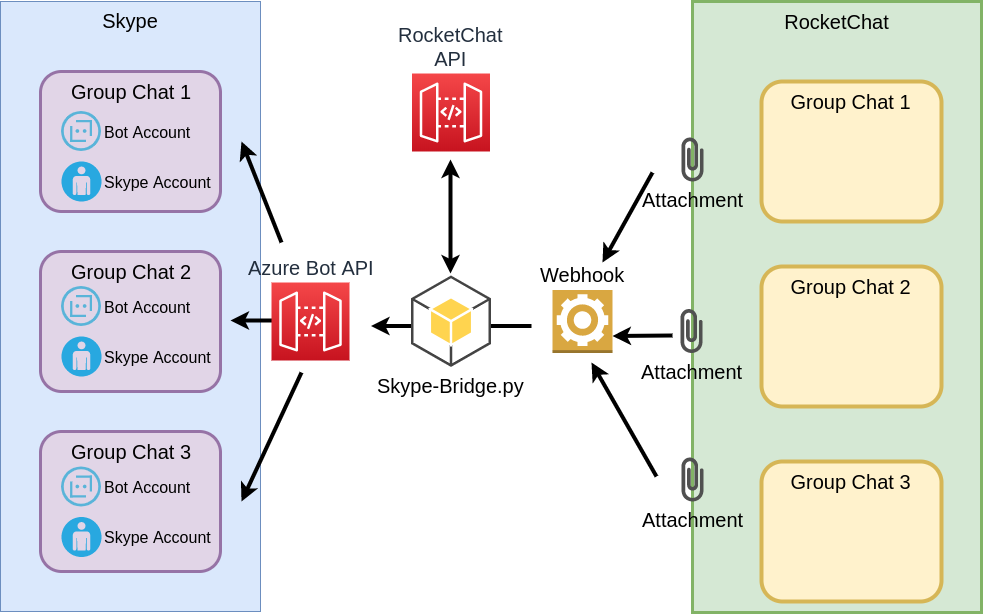 Skype
Group Chat 1
Bot Account
Skype Account
Group Chat 2
Bot Account
Skype Account
Group Chat 3
Bot Account
Skype Account
Azure Bot API
RocketChat
API
Skype-Bridge.py
Webhook
Attachment
Attachment
Attachment
RocketChat
Group Chat 1
Group Chat 2
Group Chat 3